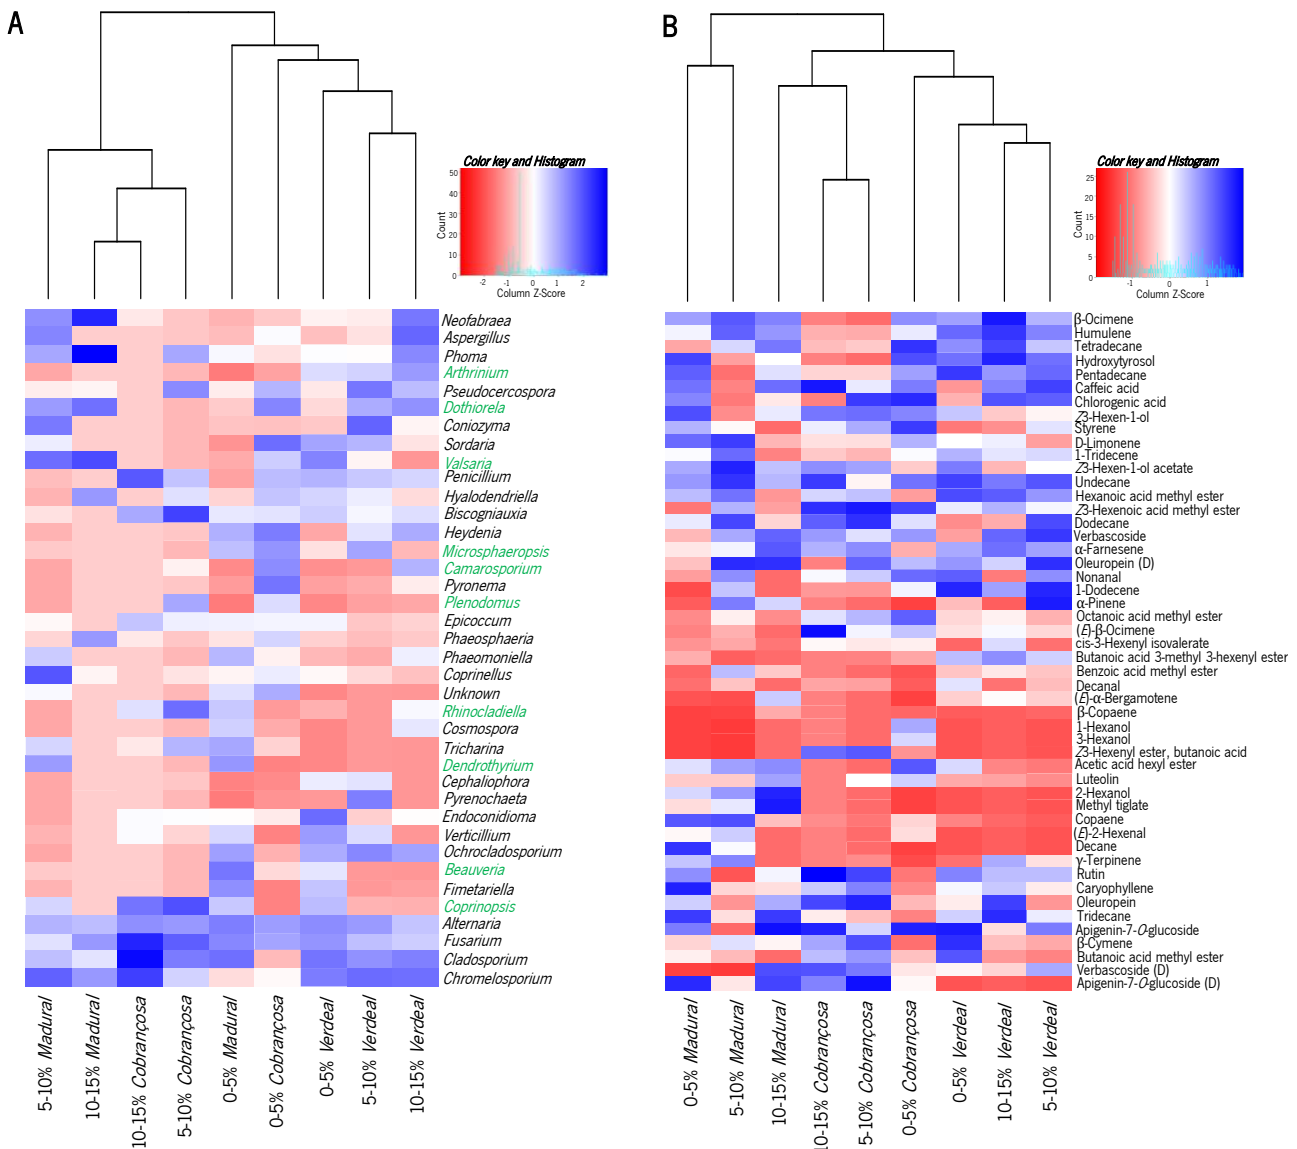 A
Color key and Histogram
50
40
30
20
10
0
Count
-2 -1 0 1 2
Column Z-Score
Neofabraea
Aspergillus
Phoma
Arthrinium
Pseudocercospora
Dothiorela
Coniozyma
Sordaria
Valsaria
Penicillium
Hyalodendriella
Biscogniauxia
Heydenia
Microsphaeropsis
Camarosporium
Pyronema
Plenodomus
Epicoccum
Phaeosphaeria
Phaeomoniella
Coprinellus
Unknown
Rhinocladiella
Cosmospora
Tricharina
Dendrothyrium
Cephaliophora
Pyrenochaeta
Endoconidioma
Verticillium
Ochrocladosporium
Beauveria
Fimetariella
Coprinopsis
Alternaria
Fusarium
Cladosporium
Chromelosporium
5-10% Madural
10-15% Madural
10-15% Cobrançosa
5-10% Cobrançosa
0-5% Madural
0-5% Cobrançosa
0-5% Verdeal
5-10% Verdeal
10-15% Verdeal
B
Color key and Histogram
25
20
15
10
5
0
Count
-1 0 1
Column Z-Score
β-Ocimene
Humulene
Tetradecane
Hydroxytyrosol
Pentadecane
Caffeic acid
Chlorogenic acid
Z3-Hexen-1-ol
Styrene
D-Limonene
1-Tridecene
Z3-Hexen-1-ol acetate
Undecane
Hexanoic acid methyl ester
Z3-Hexenoic acid methyl ester
Dodecane
Verbascoside
α-Farnesene
Oleuropein (D)
Nonanal
1-Dodecene
α-Pinene
Octanoic acid methyl ester
(E)-β-Ocimene
cis-3-Hexenyl isovalerate
Butanoic acid 3-methyl 3-hexenyl ester
Benzoic acid methyl ester
Decanal
(E)-α-Bergamotene
β-Copaene
1-Hexanol
3-Hexanol
Z3-Hexenyl ester, butanoic acid
Acetic acid hexyl ester
Luteolin
2-Hexanol
Methyl tiglate
Copaene
(E)-2-Hexenal
Decane
γ-Terpinene
Rutin
Caryophyllene
Oleuropein
Tridecane
Apigenin-7-O-glucoside
β-Cymene
Butanoic acid methyl ester
Verbascoside (D)
Apigenin-7-O-glucoside (D)
0-5% Madural
5-10% Madural
10-15% Madural
10-15% Cobrançosa
5-10% Cobrançosa
0-5% Cobrançosa
0-5% Verdeal
10-15% Verdeal
5-10% Verdeal